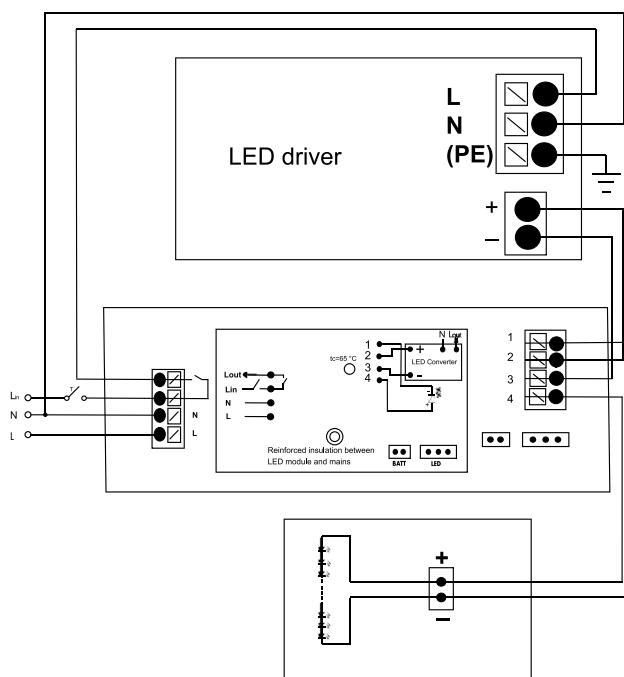 L
N
(PE)
LED driver
+
−
1
2
3
4
tc=65 °C
1
2
3
4
+
−
N Lout
LED Converter
Lout
Lin
N
L
Reinforced insulation between
LED module and mains
BATT
LED
Lin
N
L
T
N
L
+
−